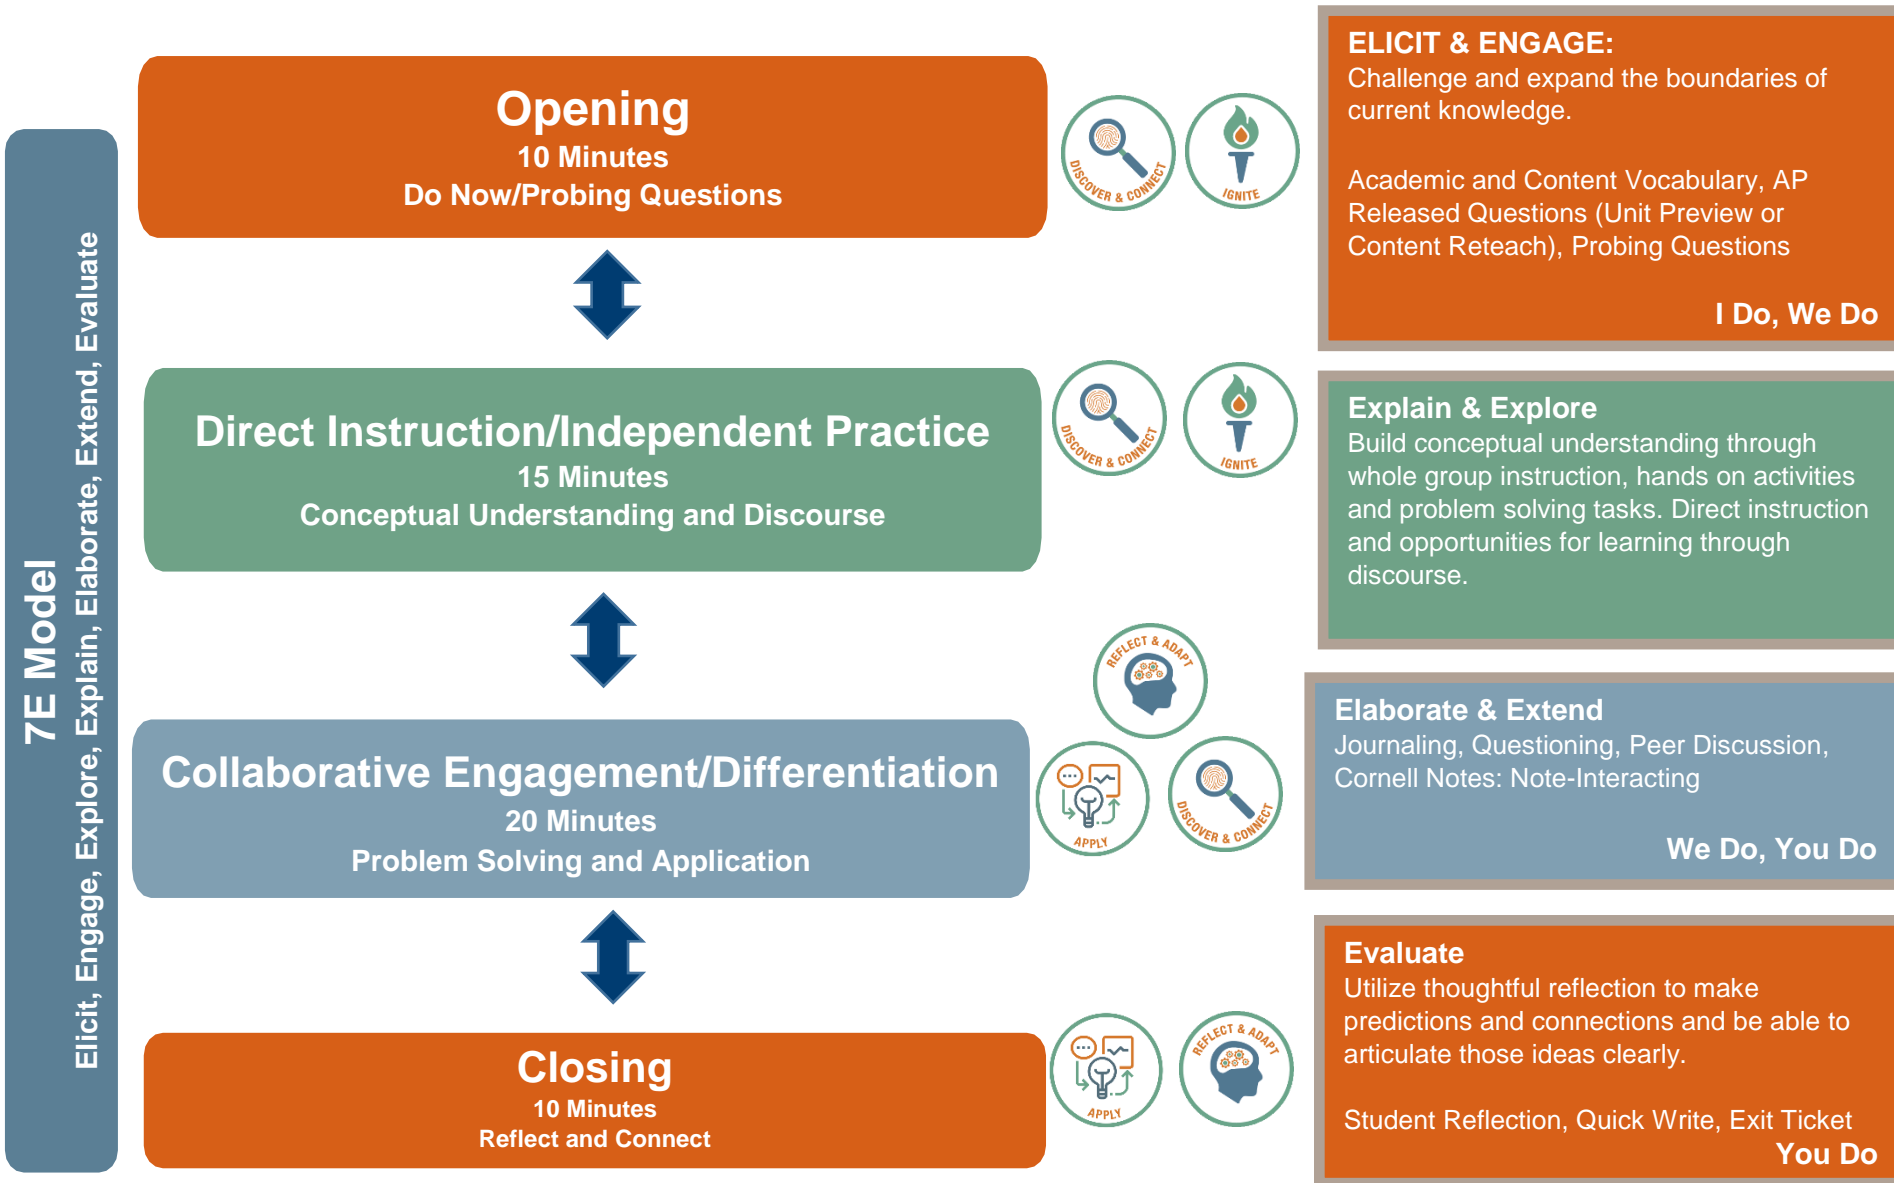 7E Model
Elicit, Engage, Explore, Explain, Elaborate, Extend, Evaluate
Opening
10 Minutes
Do Now/Probing Questions
DISCOVER & CONNECT
IGNITE
ELICIT & ENGAGE:
Challenge and expand the boundaries of
current knowledge.
Academic and Content Vocabulary, AP
Released Questions (Unit Preview or
Content Reteach), Probing Questions
I Do, We Do
Direct Instruction/Independent Practice
15 Minutes
Conceptual Understanding and Discourse
DISCOVER & CONNECT
IGNITE
Explain & Explore
Build conceptual understanding through
whole group instruction, hands on activities
and problem solving tasks. Direct instruction
and opportunities for learning through
discourse.
Collaborative Engagement/Differentiation
20 Minutes
Problem Solving and Application
REFLECT & ADAPT
APPLY
DISCOVER & CONNECT
Elaborate & Extend
Journaling, Questioning, Peer Discussion,
Cornell Notes: Note-Interacting
We Do, You Do
Closing
10 Minutes
Reflect and Connect
APPLY
REFLECT & ADAPT
Evaluate
Utilize thoughtful reflection to make
predictions and connections and be able to
articulate those ideas clearly.
Student Reflection, Quick Write, Exit Ticket
You Do